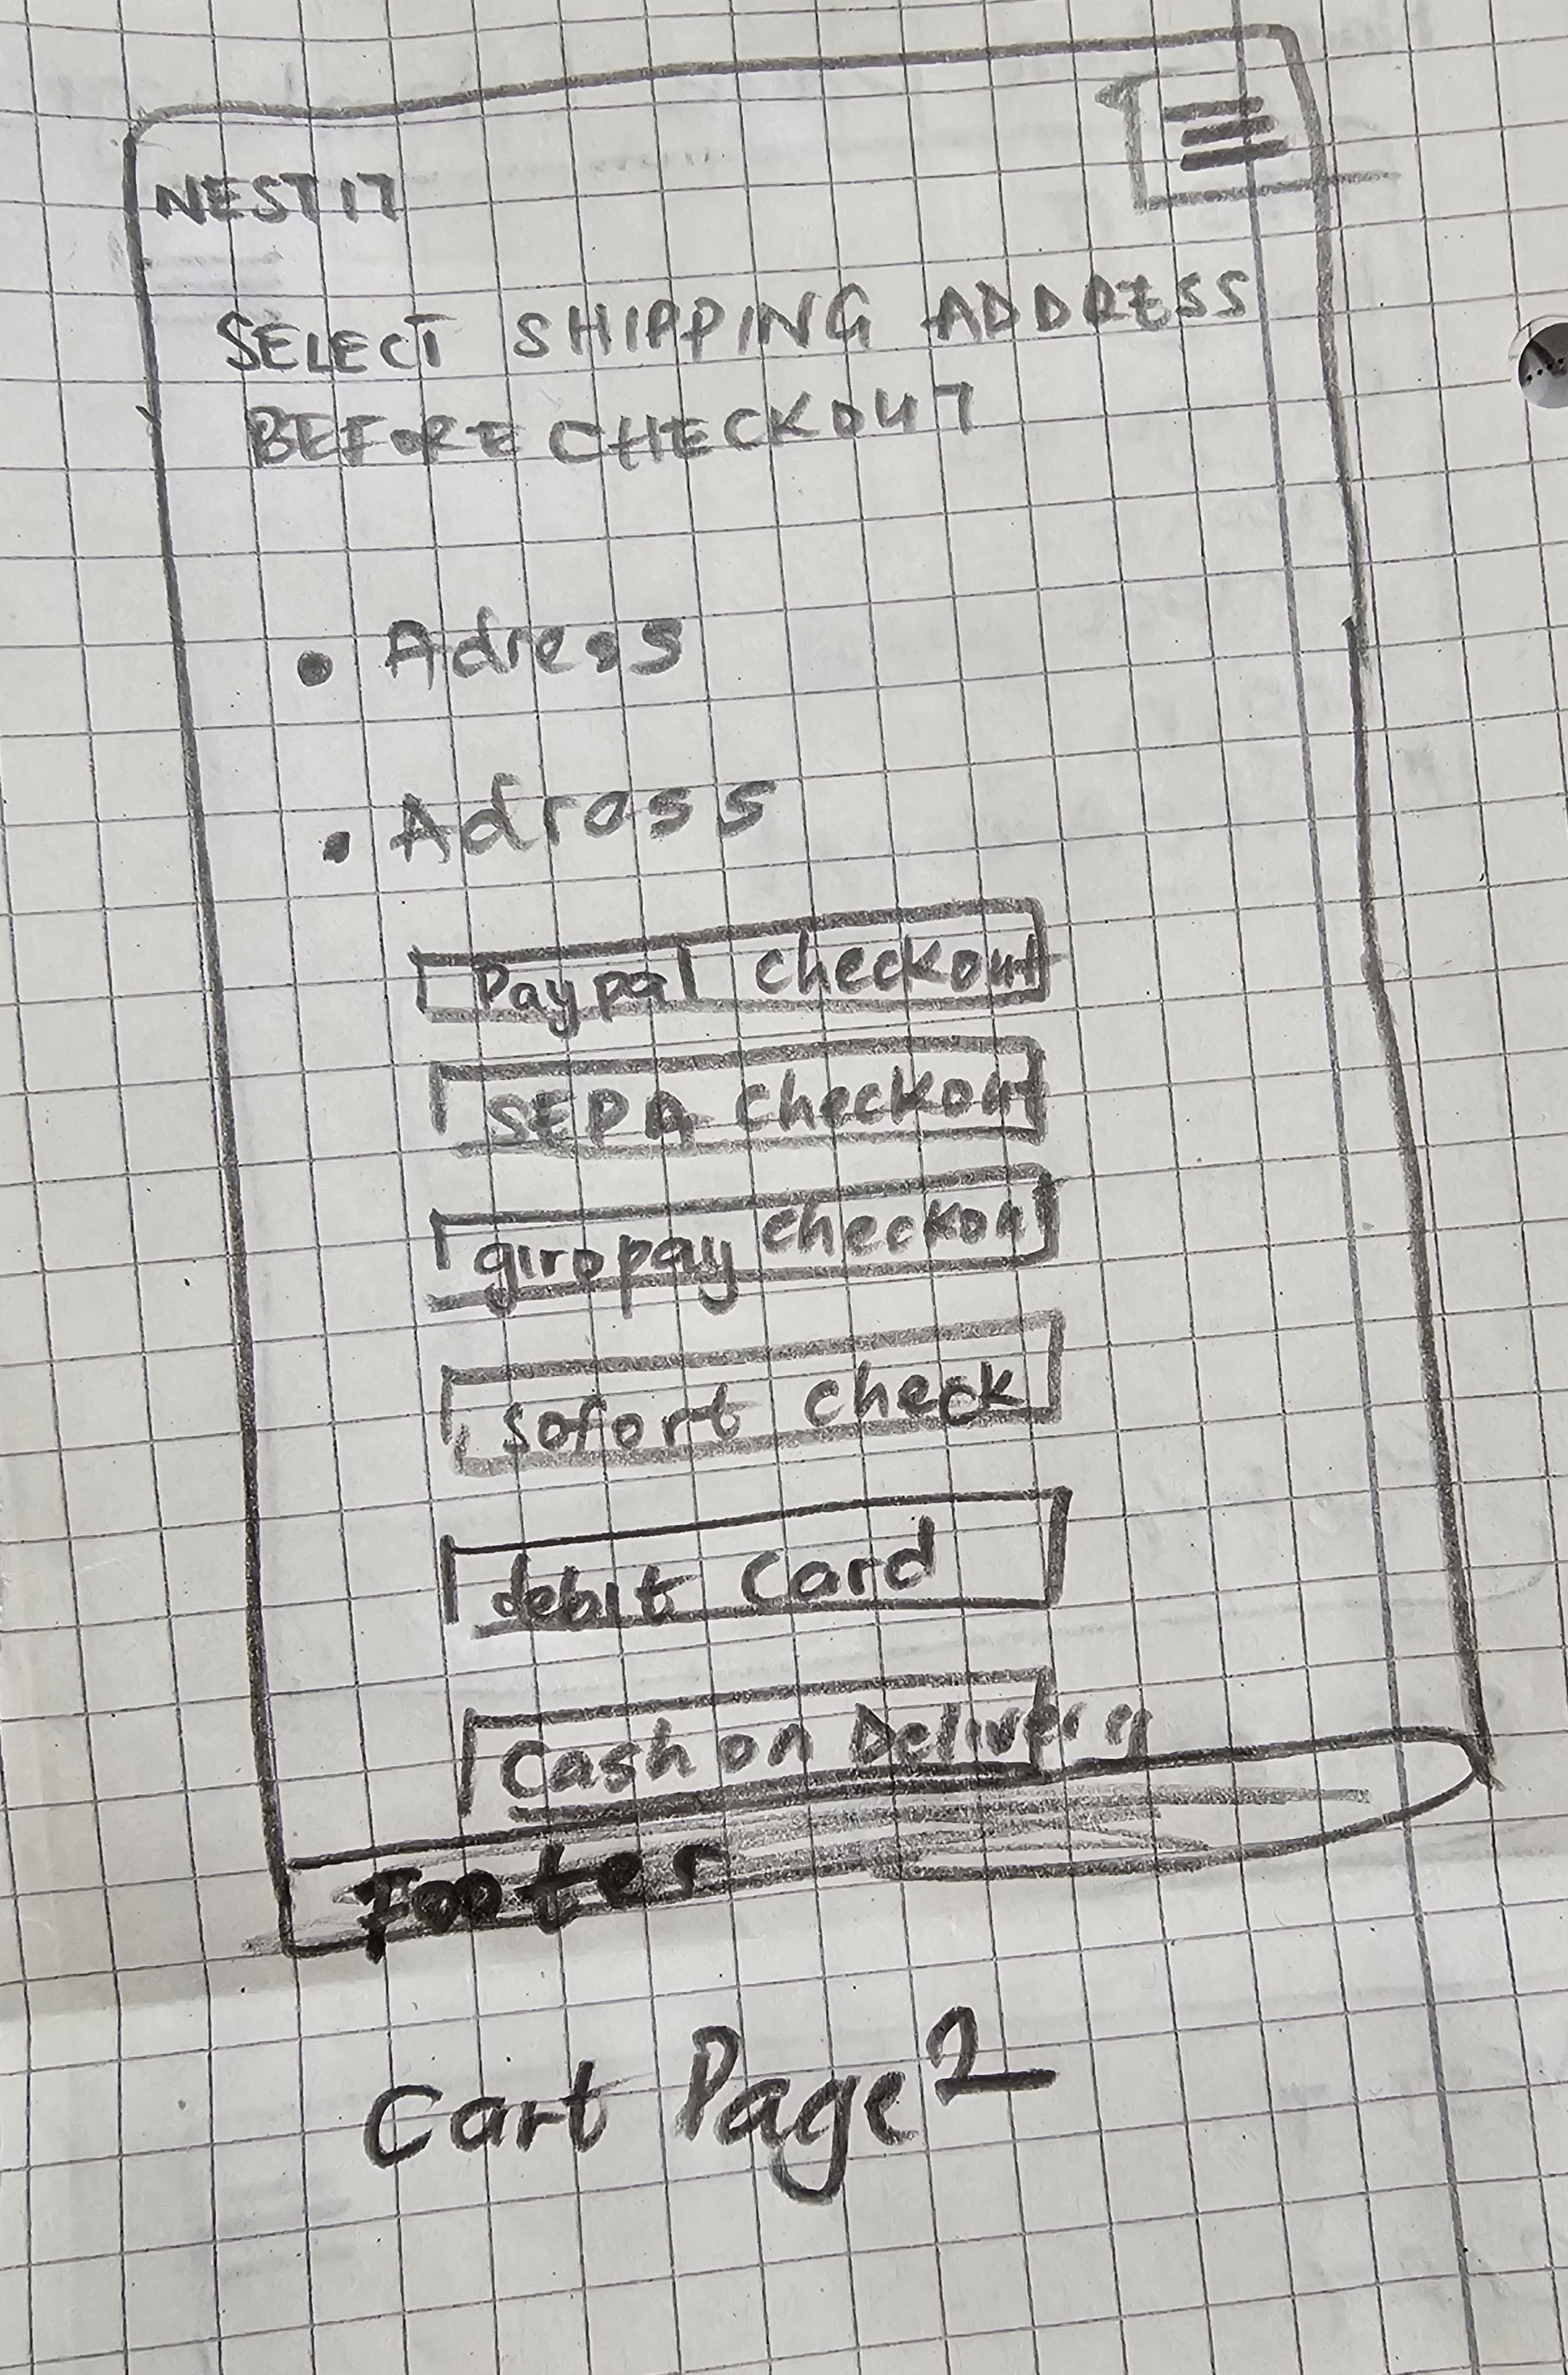 NEST17
SELECT SHIPPING ADDRESS
BEFORE CHECKOUT
• Adress
• Adross
Paypal checkout
SEPA checkout
giropay checkout
sofort check
debit card
Cash on Delivery
Footer
Cart Page 2